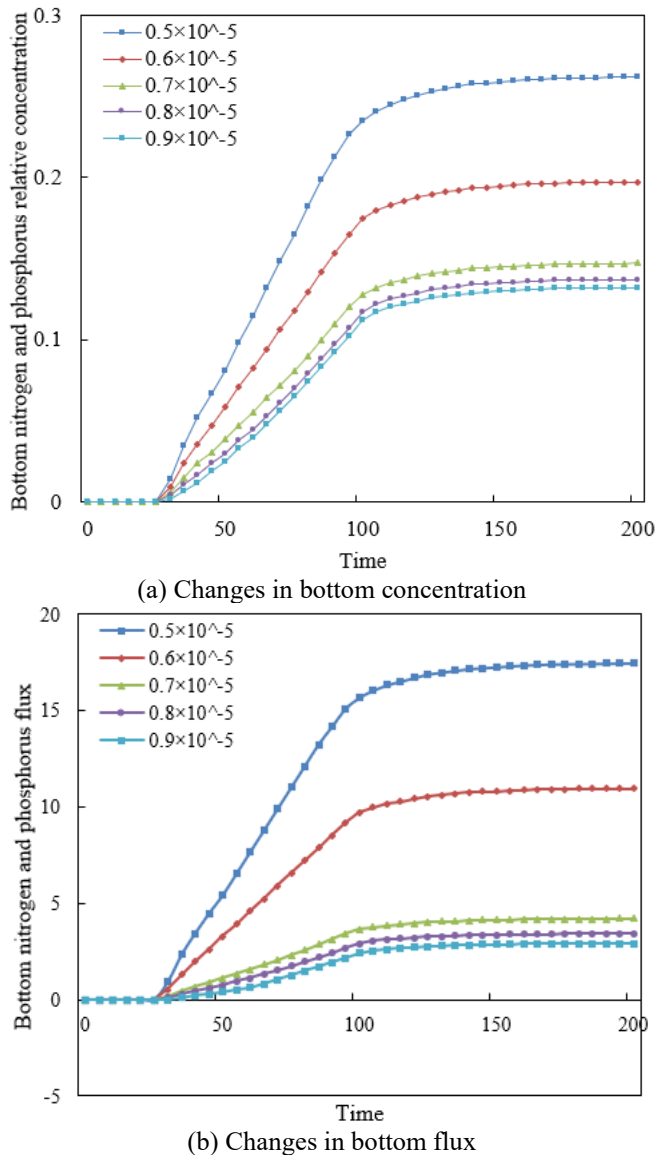 Bottom nitrogen and phosphorus relative concentration
0.3
0.2
0.1
0
0.5×10^-5
0.6×10^-5
0.7×10^-5
0.8×10^-5
0.9×10^-5
0 50 100 150 200
Time
(a) Changes in bottom concentration
Bottom nitrogen and phosphorus flux
20
15
10
5
0
-5
0.5×10^-5
0.6×10^-5
0.7×10^-5
0.8×10^-5
0.9×10^-5
0 50 100 150 200
Time
(b) Changes in bottom flux